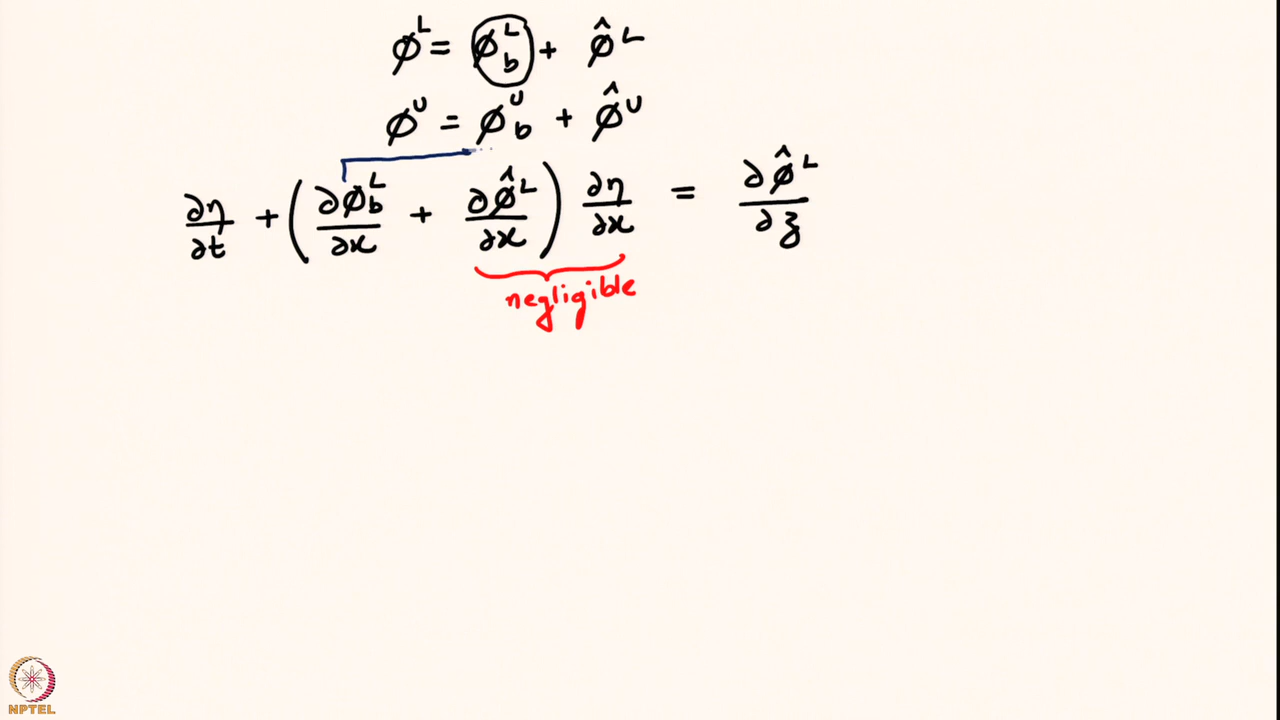 ϕ^L = ϕ_b^L + ϕ̂^L
ϕ^U = ϕ_b^U + ϕ̂^U
∂η/∂t + (∂ϕ_b^L/∂x + ∂ϕ̂^L/∂x) ∂η/∂x = ∂ϕ̂^L/∂z
negligible
NPTEL